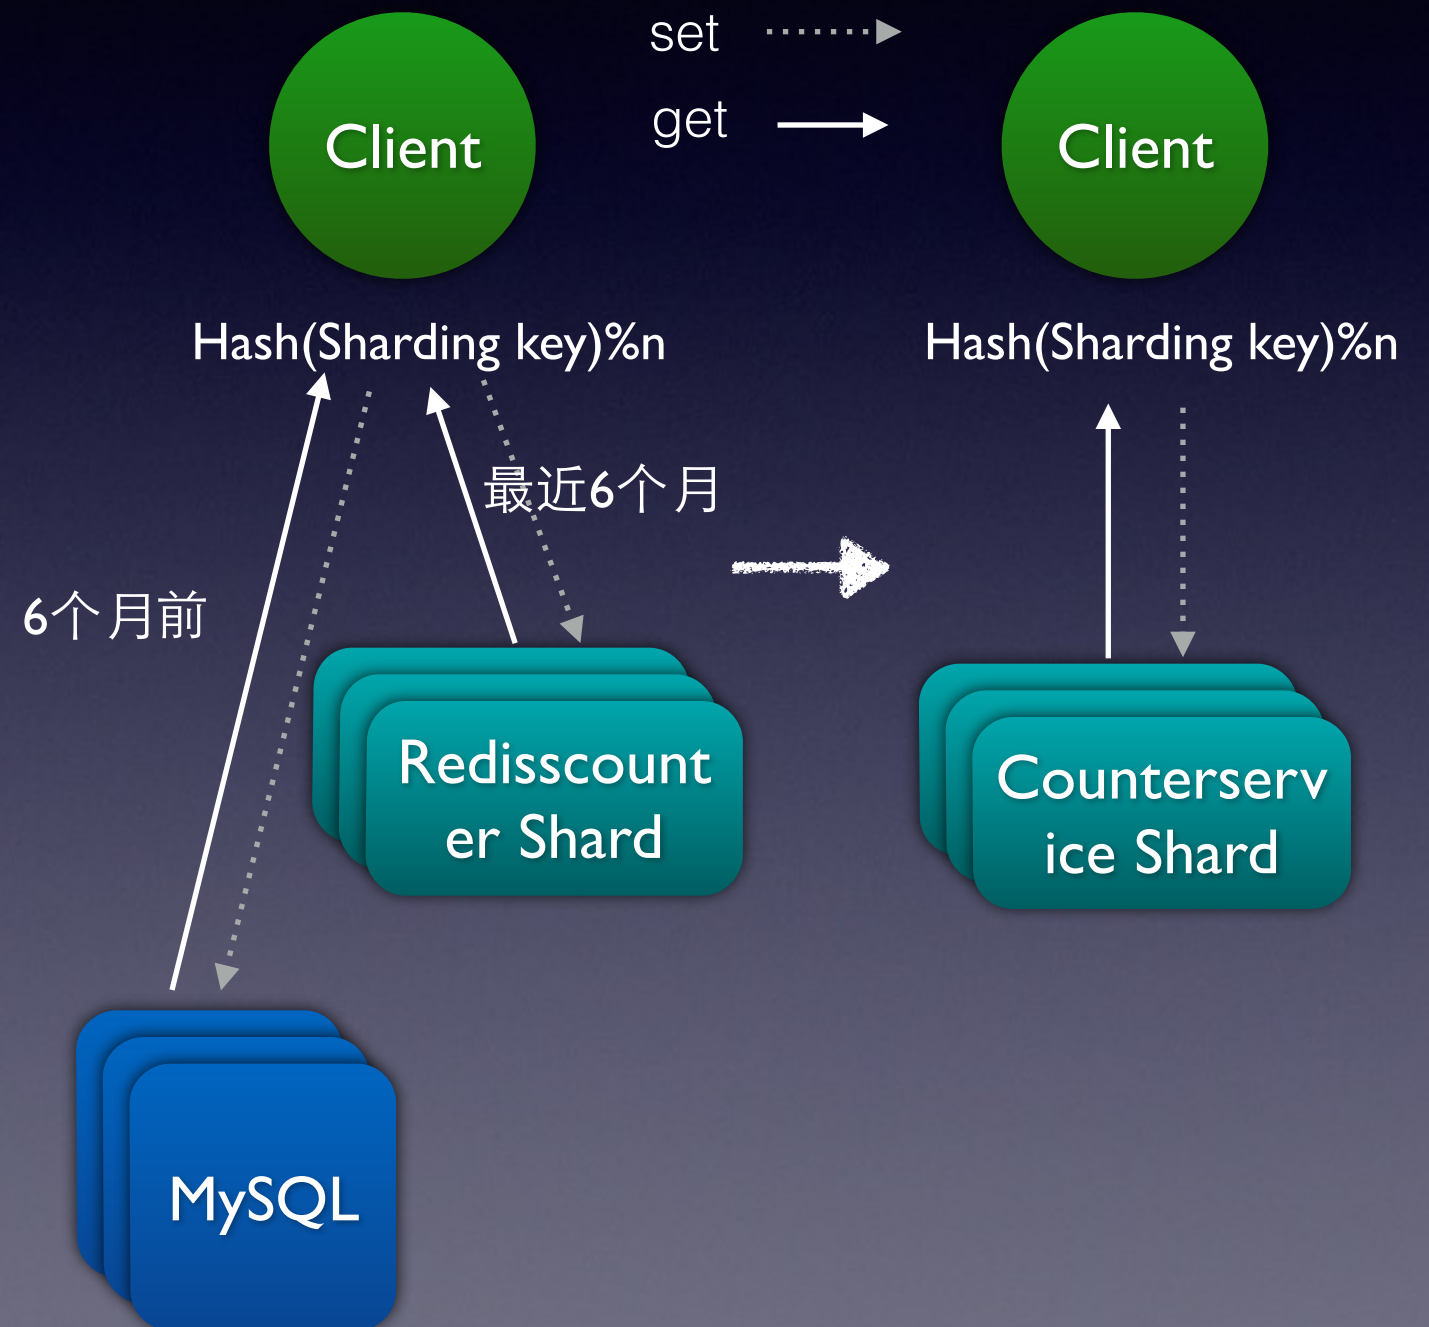 set
get
Client
Client
Hash(Sharding key)%n
Hash(Sharding key)%n
最近6个月
6个月前
Redisscount
er Shard
Counterserv
ice Shard
MySQL